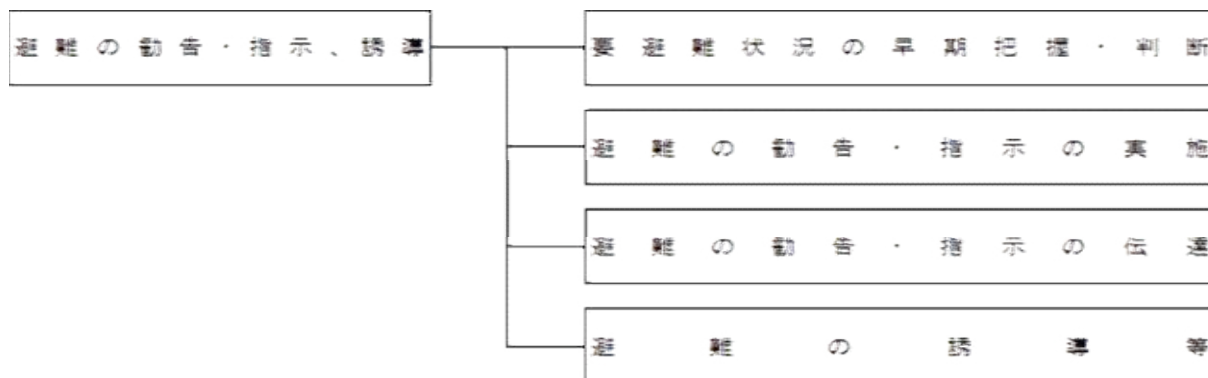 避難の勧告・指示、誘導
要避難状況の早期把握・判断
避難の勧告・指示の実施
避難の勧告・指示の伝達
避難の誘導等